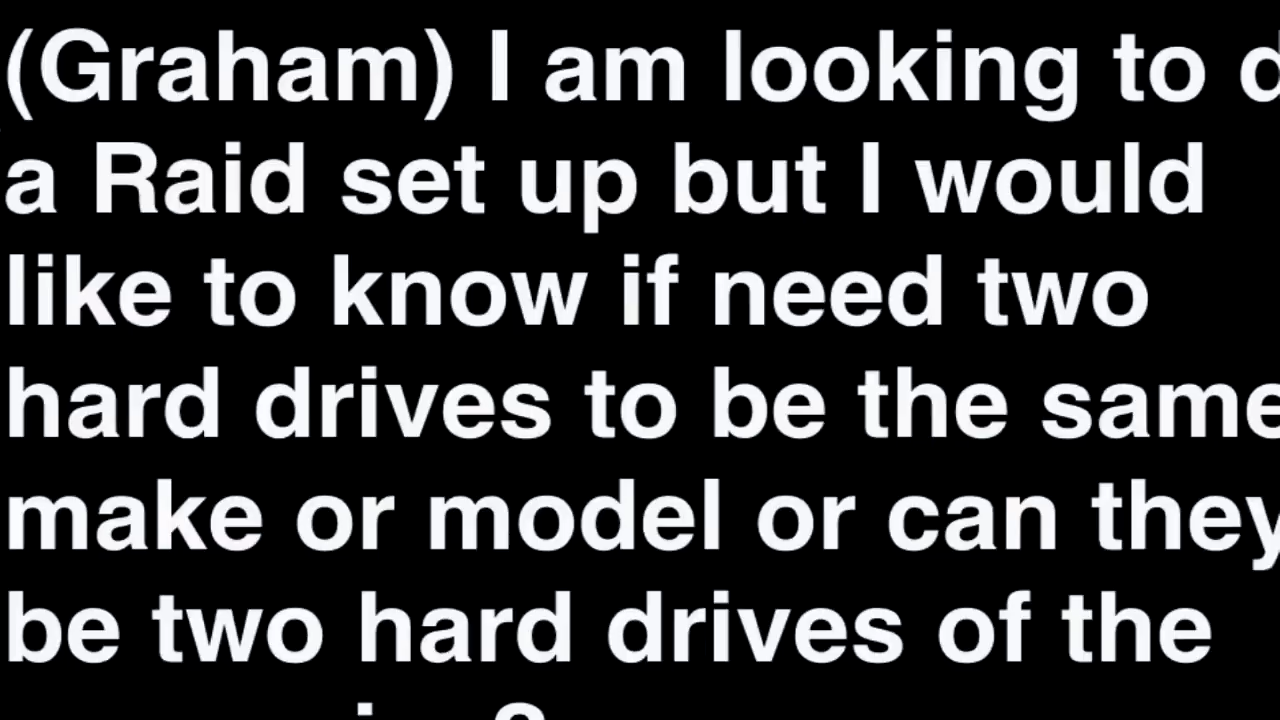 (Graham) I am looking to d
a Raid set up but I would
like to know if need two
hard drives to be the same
make or model or can they
be two hard drives of the